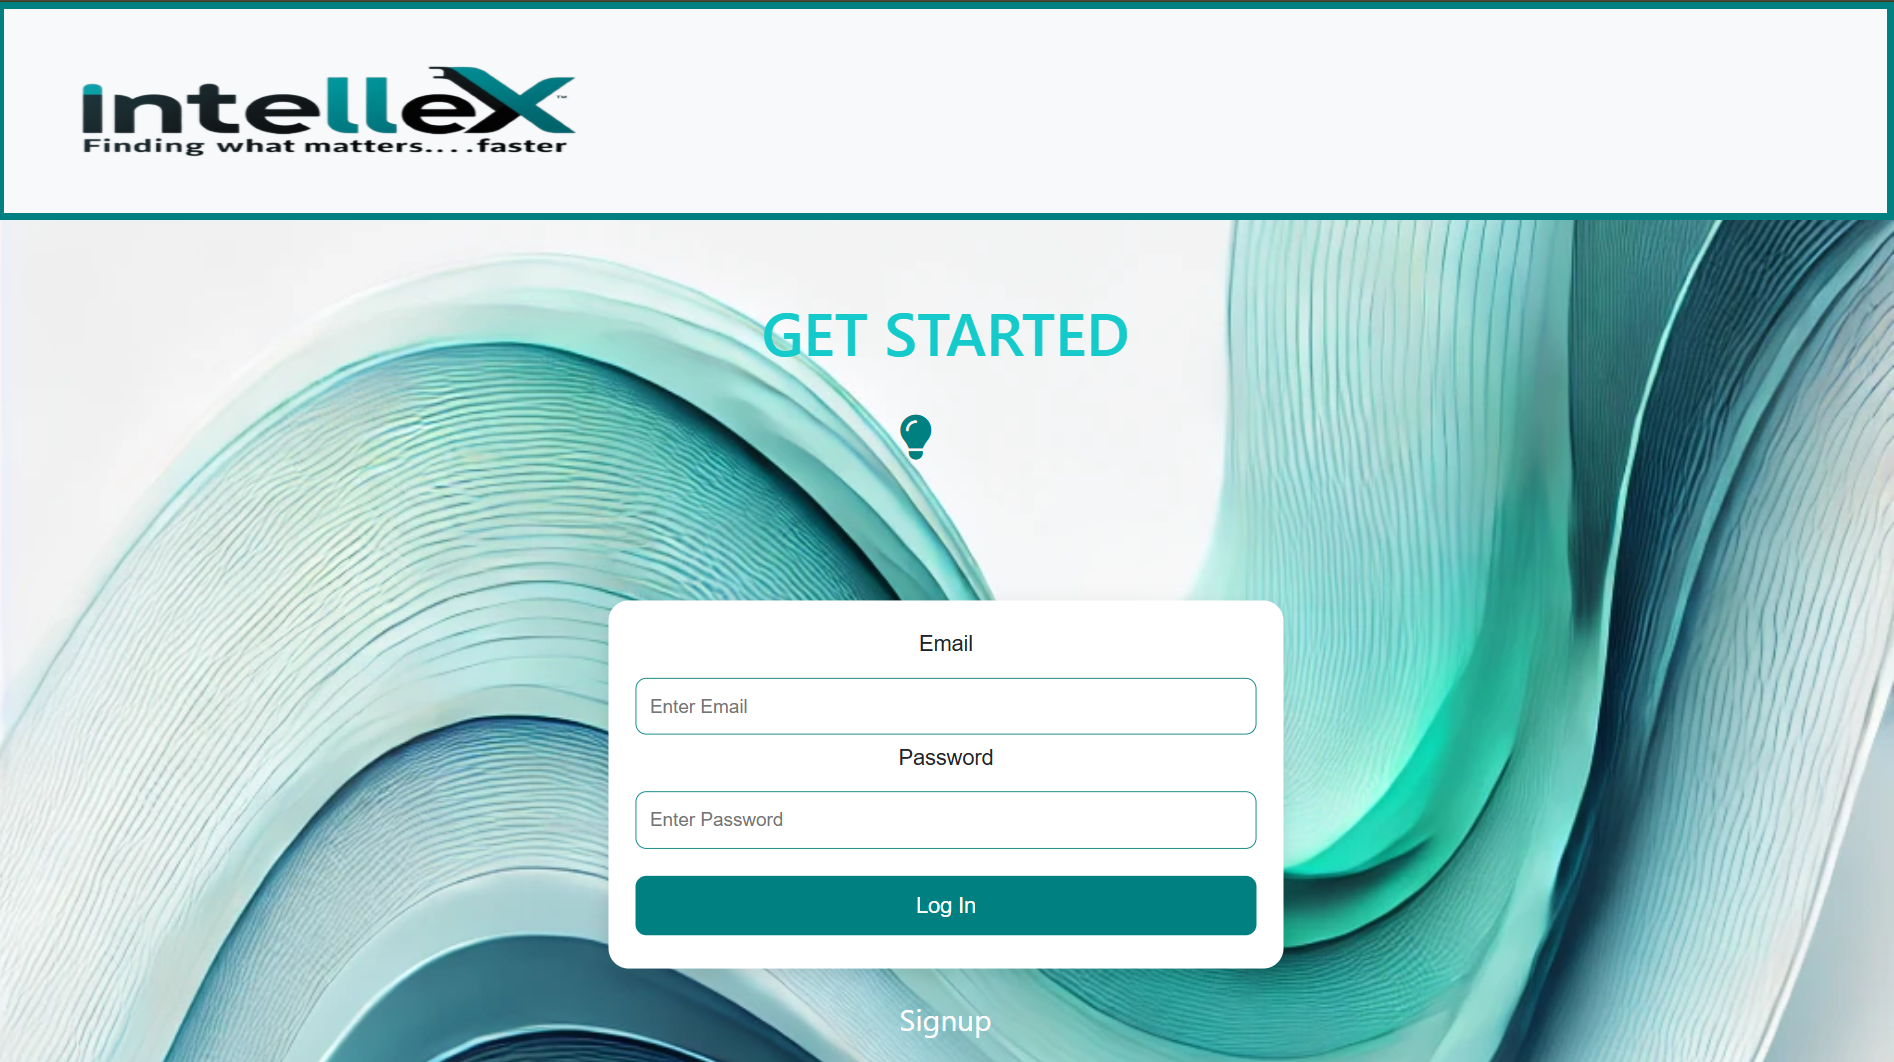 intelleX™
Finding what matters....faster
GET STARTED
Email
Enter Email
Password
Enter Password
Log In
Signup